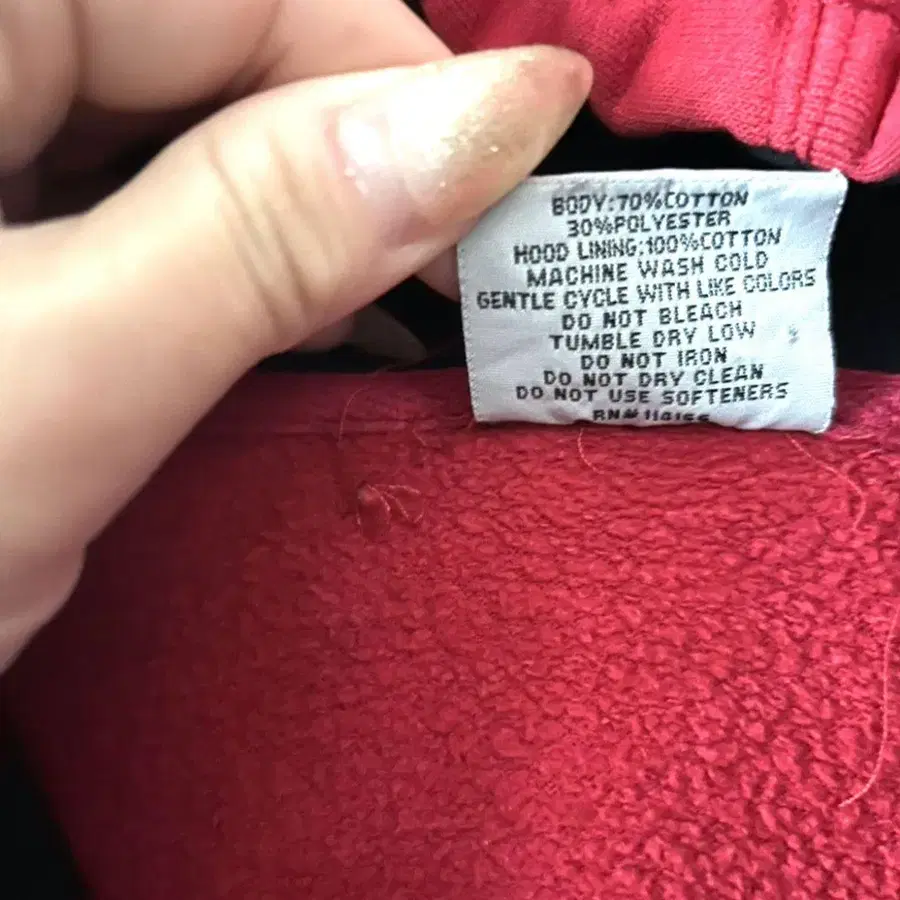 BODY:70%COTTON
30%POLYESTER
HOOD LINING:100%COTTON
MACHINE WASH COLD
GENTLE CYCLE WITH LIKE COLORS
DO NOT BLEACH
TUMBLE DRY LOW
DO NOT IRON
DO NOT DRY CLEAN
DO NOT USE SOFTENERS
RN#